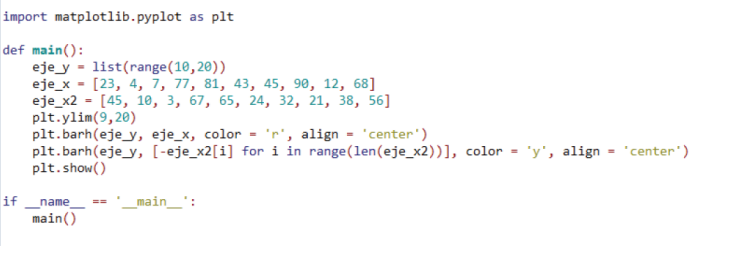 import matplotlib.pyplot as plt

def main():
    eje_y = list(range(10,20))
    eje_x = [23, 4, 7, 77, 81, 43, 45, 90, 12, 68]
    eje_x2 = [45, 10, 3, 67, 65, 24, 32, 21, 38, 56]
    plt.ylim(9,20)
    plt.barh(eje_y, eje_x, color = 'r', align = 'center')
    plt.barh(eje_y, [-eje_x2[i] for i in range(len(eje_x2))], color = 'y', align = 'center')
    plt.show()

if __name__ == '__main__':
    main()